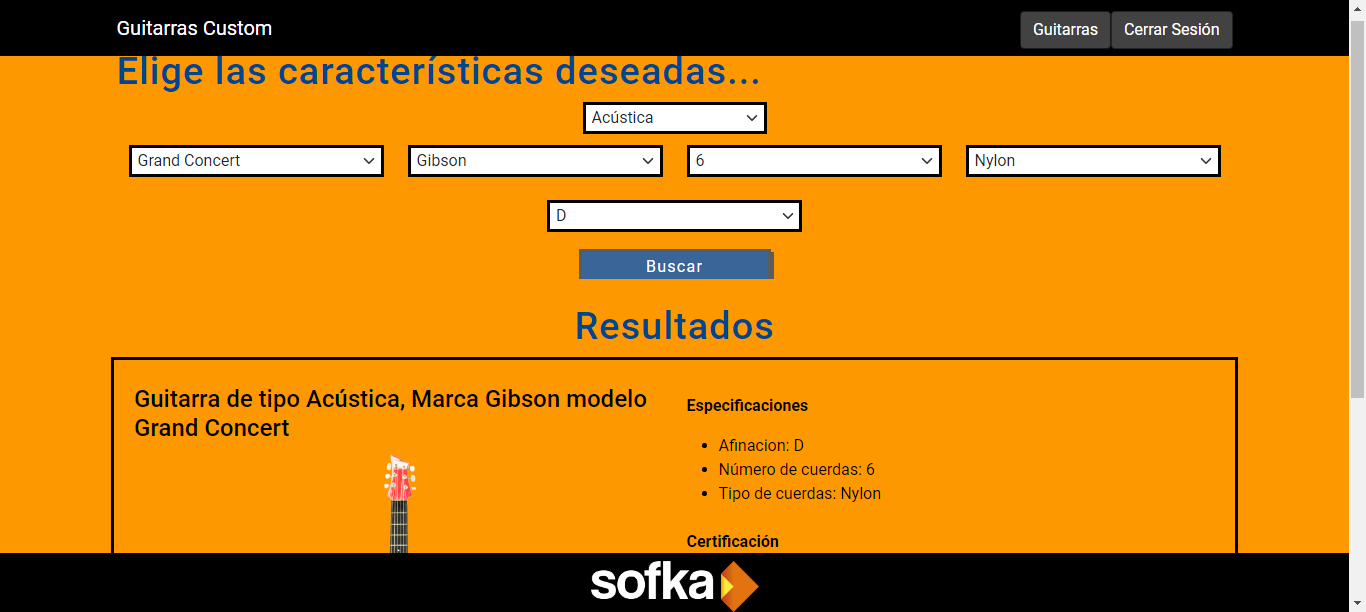 Guitarras Custom
Guitarras
Cerrar Sesión
Elige las características deseadas...
Acústica
Grand Concert
Gibson
6
Nylon
D
Buscar
Resultados
Guitarra de tipo Acústica, Marca Gibson modelo
Grand Concert
Especificaciones
Afinacion: D
Número de cuerdas: 6
Tipo de cuerdas: Nylon
Certificación
sofka